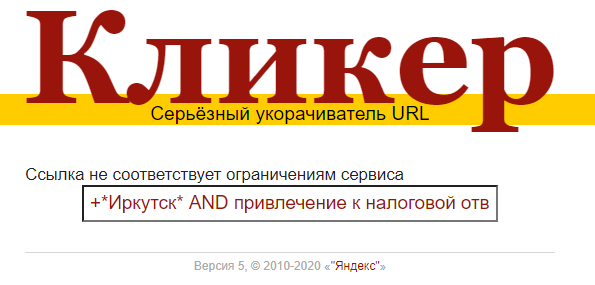 Кликер
Серьёзный укорачиватель URL
Ссылка не соответствует ограничениям сервиса
+*Иркутск* AND привлечение к налоговой отв
Версия 5, © 2010-2020 «"Яндекс"»